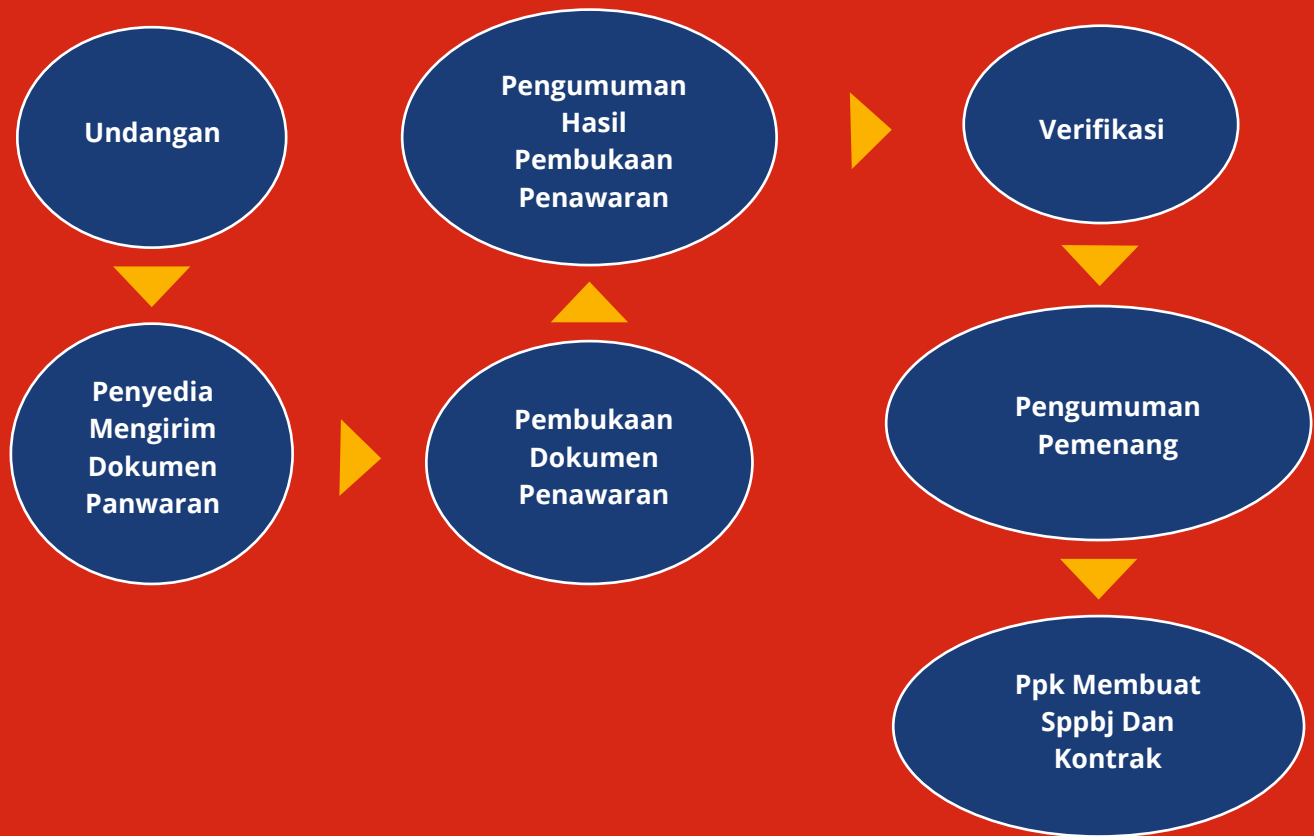 Undangan
Penyedia
Mengirim
Dokumen
Panwaran
Pembukaan
Dokumen
Penawaran
Pengumuman
Hasil
Pembukaan
Penawaran
Verifikasi
Pengumuman
Pemenang
Ppk Membuat
Sppbj Dan
Kontrak